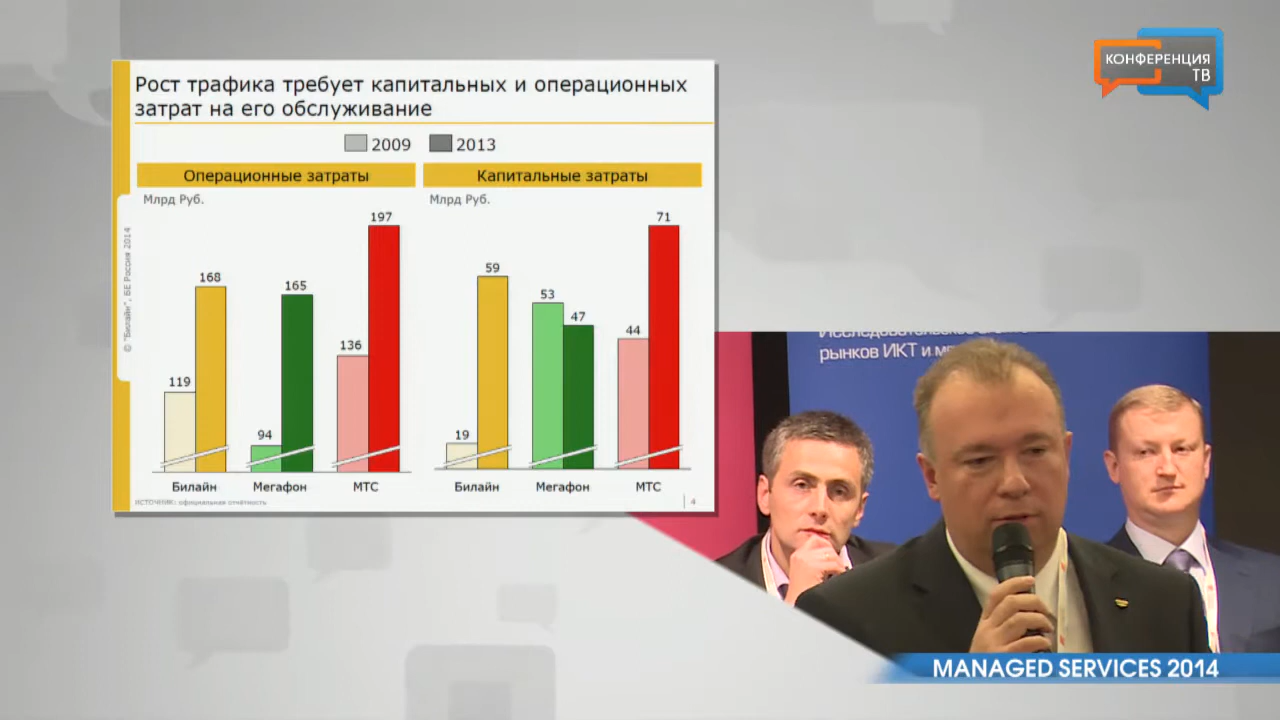 КОНФЕРЕНЦИЯ
ТВ
Рост трафика требует капитальных и операционных
затрат на его обслуживание
2009 2013
Операционные затраты
Млрд Руб.
119 168 94 165 136 197
Билайн Мегафон МТС
Капитальные затраты
Млрд Руб.
19 59 53 47 44 71
Билайн Мегафон МТС
© "Билайн", БЕ Россия 2014
ИСТОЧНИК: официальная отчётность
4
рынков ИКТ и
MANAGED SERVICES 2014